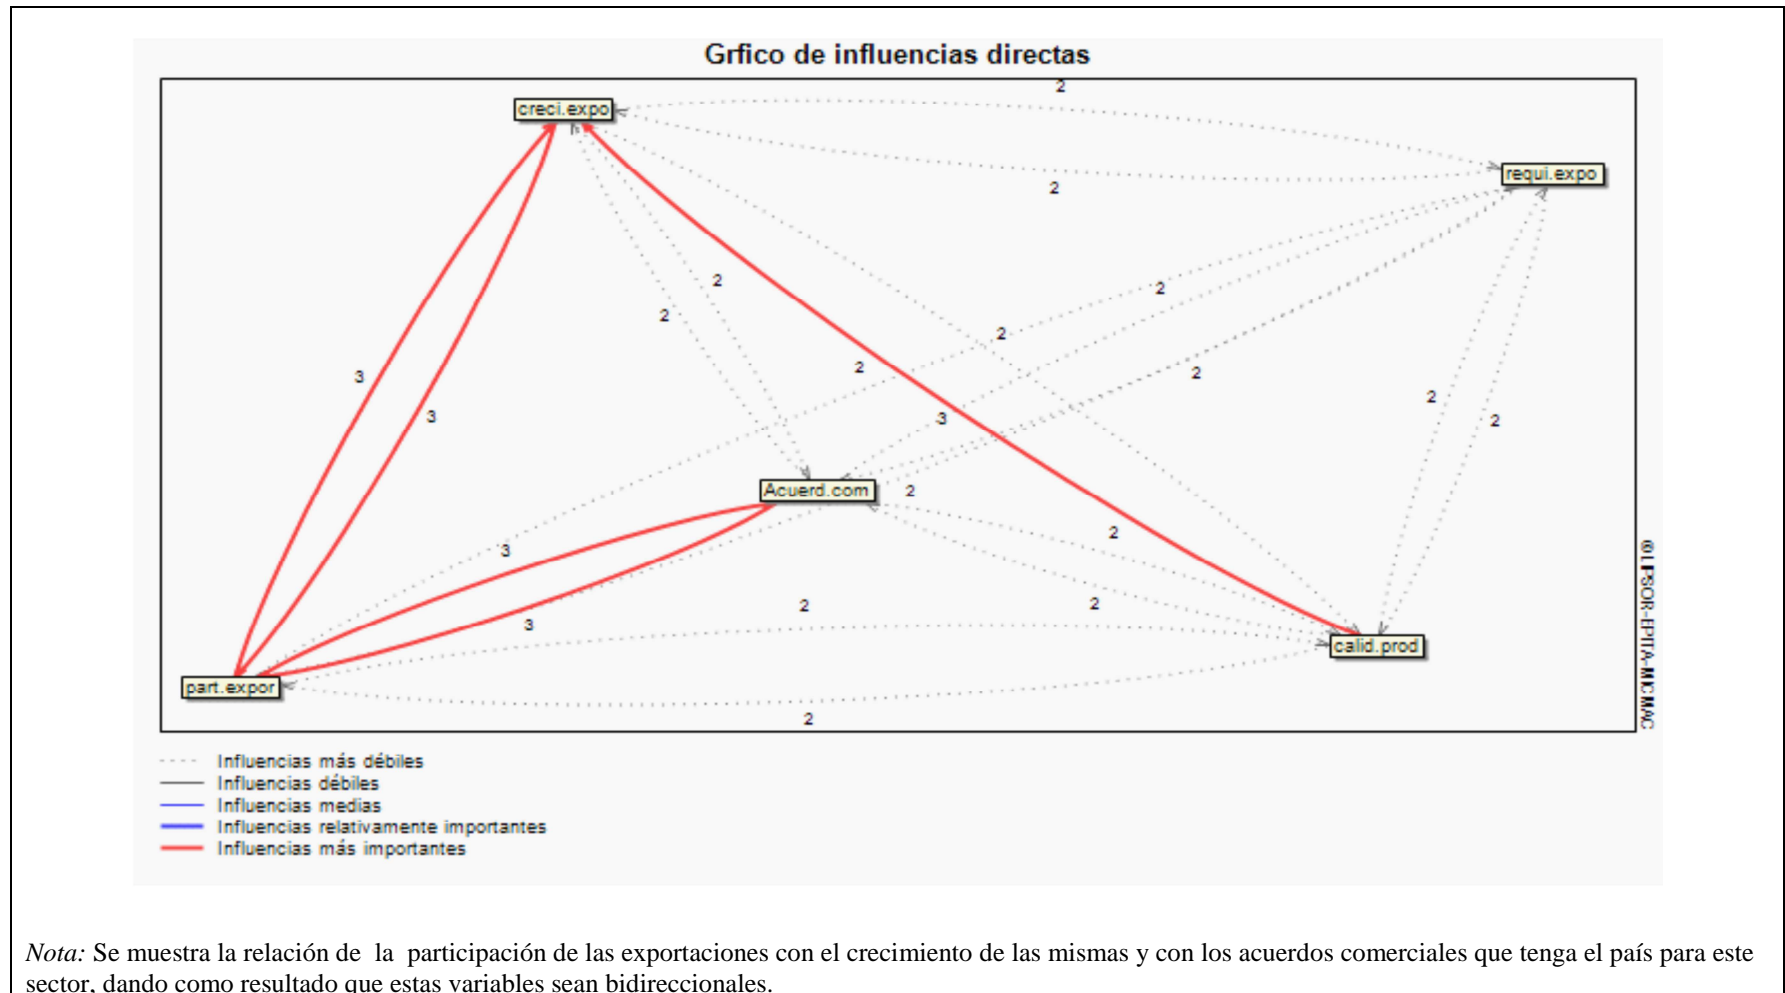 Grfico de influencias directas
2
creci.expo
requi.expo
2
2
2
2
2
2
2
3
2
3
3
2
2
Acuerd.com
2
2
3
2
2
3
calid.prod
part.expor
2
@LIPSOR-EPITA-MICMAC
Influencias más débiles
Influencias débiles
Influencias medias
Influencias relativamente importantes
Influencias más importantes
Nota: Se muestra la relación de la participación de las exportaciones con el crecimiento de las mismas y con los acuerdos comerciales que tenga el país para este
sector, dando como resultado que estas variables sean bidireccionales.